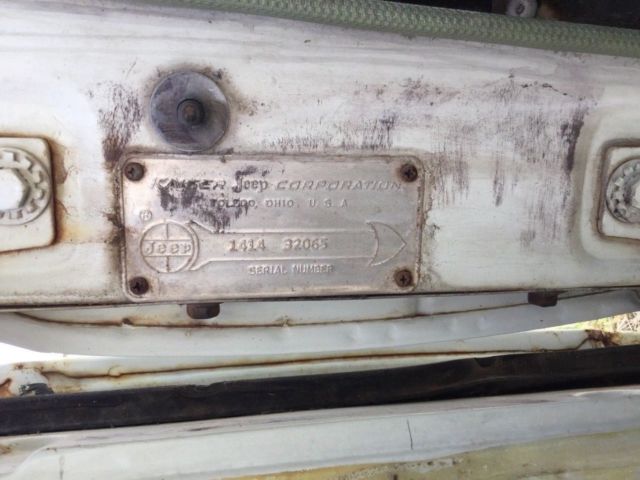 KAISER Jeep CORPORATION
TOLEDO, OHIO, U.S.A
®
Jeep
1414 32065
SERIAL NUMBER